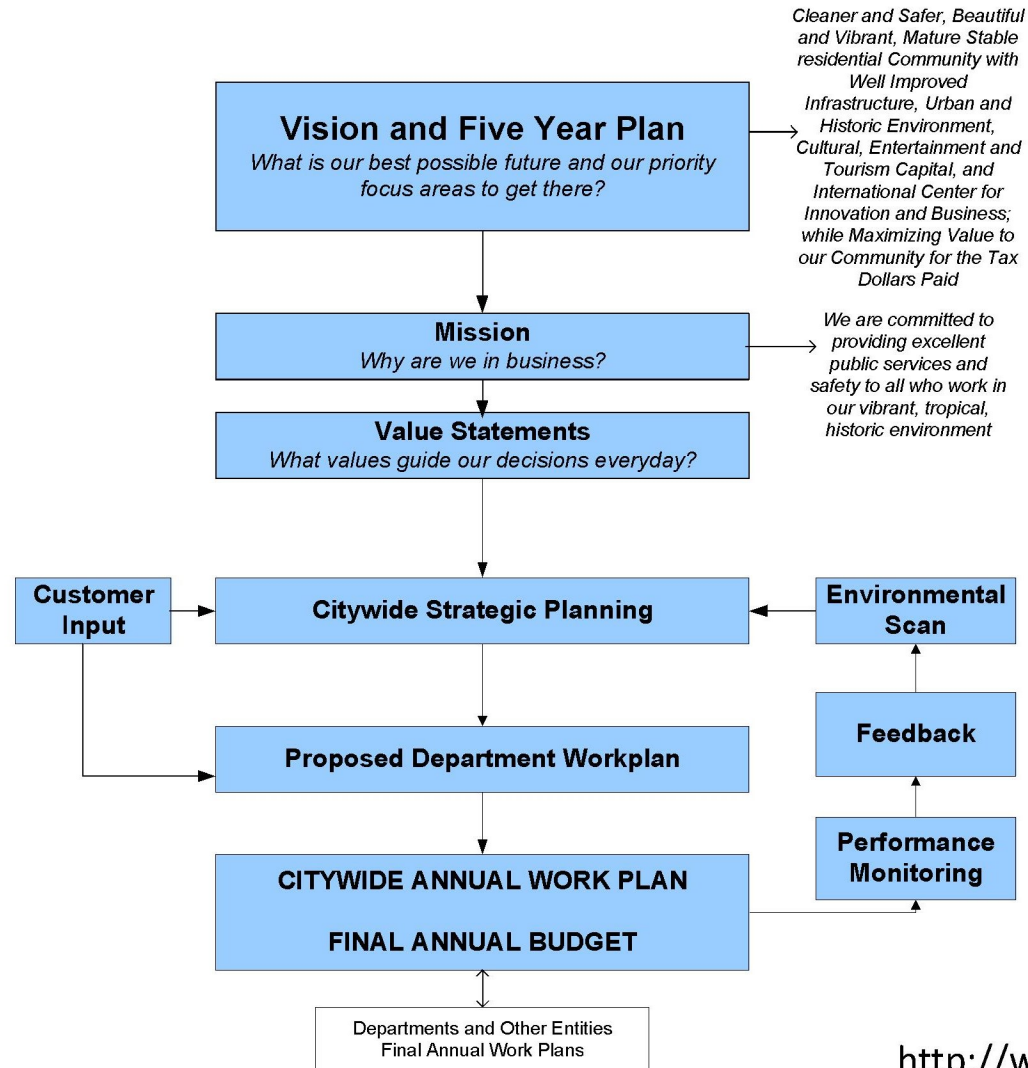 Cleaner and Safer, Beautiful
and Vibrant, Mature Stable
residential Community with
Well Improved
Infrastructure, Urban and
Historic Environment,
Cultural, Entertainment and
Tourism Capital, and
International Center for
Innovation and Business;
while Maximizing Value to
our Community for the Tax
Dollars Paid
Vision and Five Year Plan
What is our best possible future and our priority
focus areas to get there?
Mission
Why are we in business?
We are committed to
providing excellent
public services and
safety to all who work in
our vibrant, tropical,
historic environment
Value Statements
What values guide our decisions everyday?
Customer
Input
Citywide Strategic Planning
Environmental
Scan
Feedback
Proposed Department Workplan
Performance
Monitoring
CITYWIDE ANNUAL WORK PLAN
FINAL ANNUAL BUDGET
Departments and Other Entities
Final Annual Work Plans
http://w